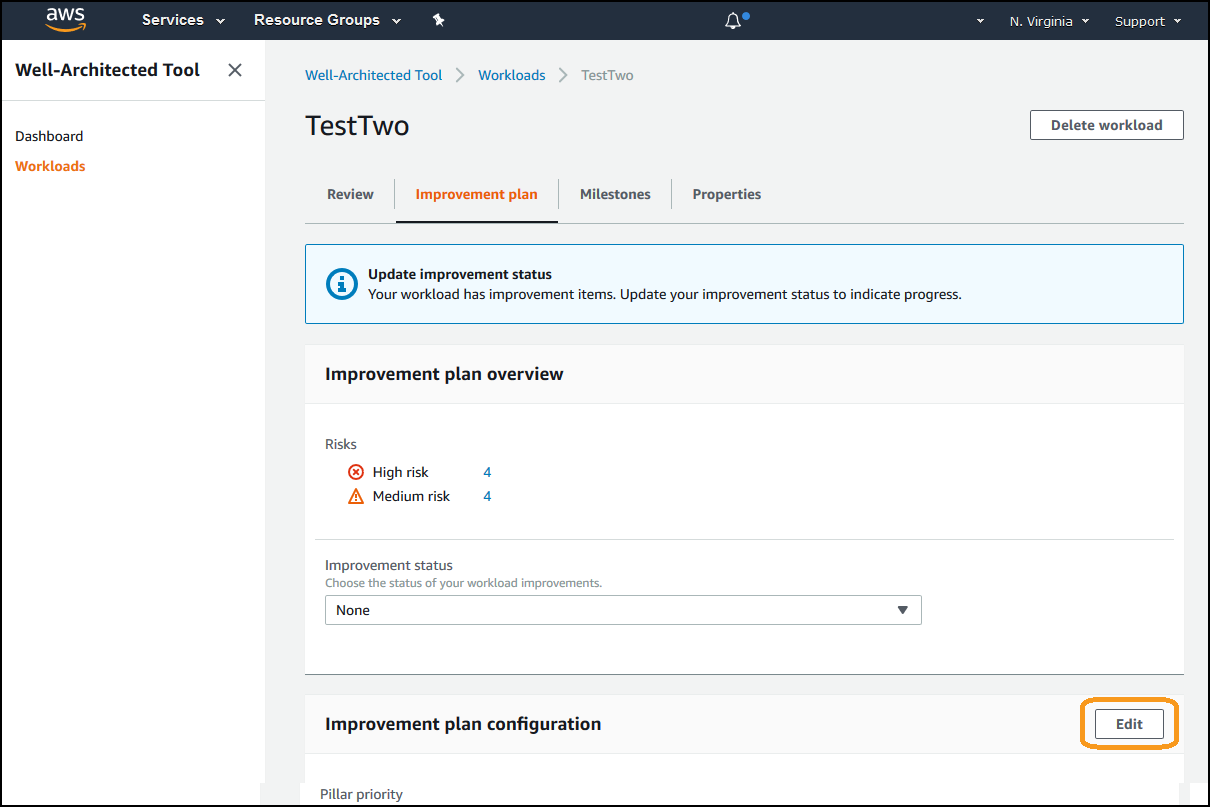 aws Services Resource Groups N. Virginia Support
Well-Architected Tool
Dashboard
Workloads
Well-Architected Tool Workloads TestTwo
TestTwo
Delete workload
Review Improvement plan Milestones Properties
Update improvement status
Your workload has improvement items. Update your improvement status to indicate progress.
Improvement plan overview
Risks
High risk 4
Medium risk 4
Improvement status
Choose the status of your workload improvements.
None
Improvement plan configuration
Edit
Pillar priority